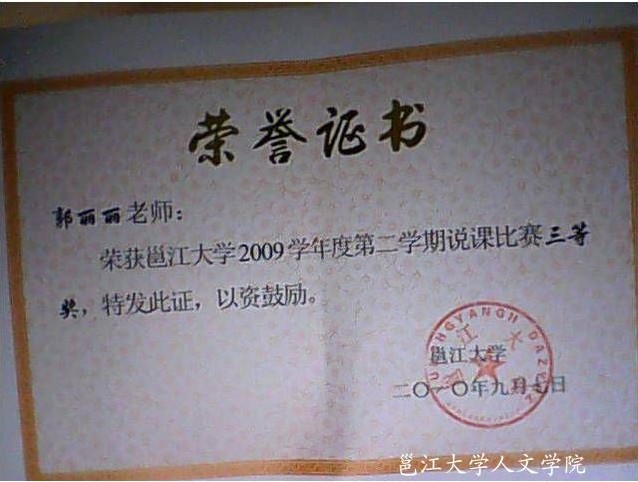 荣誉证书
郭丽丽老师：
荣获邕江大学2009学年度第二学期说课比赛三等
奖，特发此证，以资鼓励。
邕江大学
二〇一〇年九月七日
邕江大学人文学院